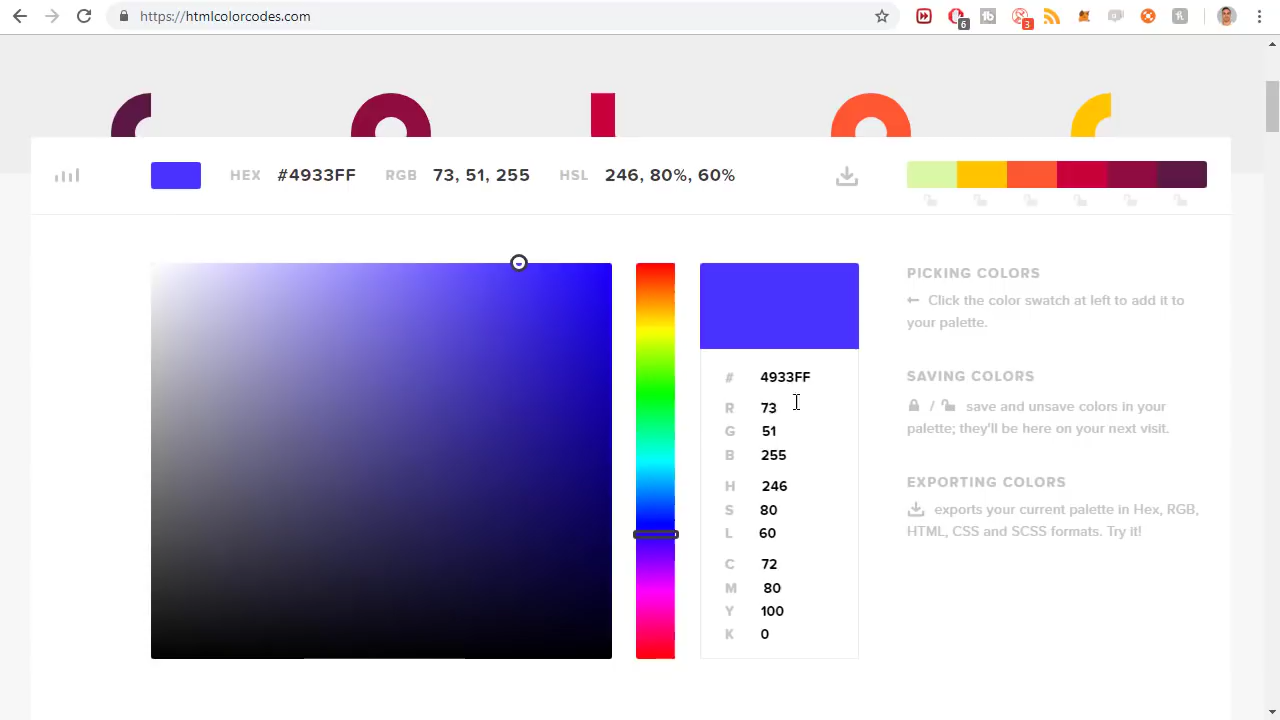 https://htmlcolorcodes.com
6
3
HEX #4933FF RGB 73, 51, 255 HSL 246, 80%, 60%
# 4933FF
R 73
G 51
B 255
H 246
S 80
L 60
C 72
M 80
Y 100
K 0
PICKING COLORS
← Click the color swatch at left to add it to
your palette.
SAVING COLORS
/ save and unsave colors in your
palette; they'll be here on your next visit.
EXPORTING COLORS
exports your current palette in Hex, RGB,
HTML, CSS and SCSS formats. Try it!